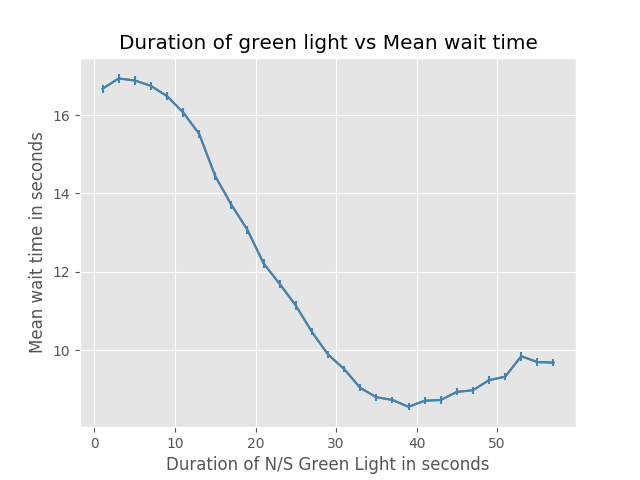 Duration of green light vs Mean wait time
Mean wait time in seconds
16
14
12
10
0 10 20 30 40 50
Duration of N/S Green Light in seconds